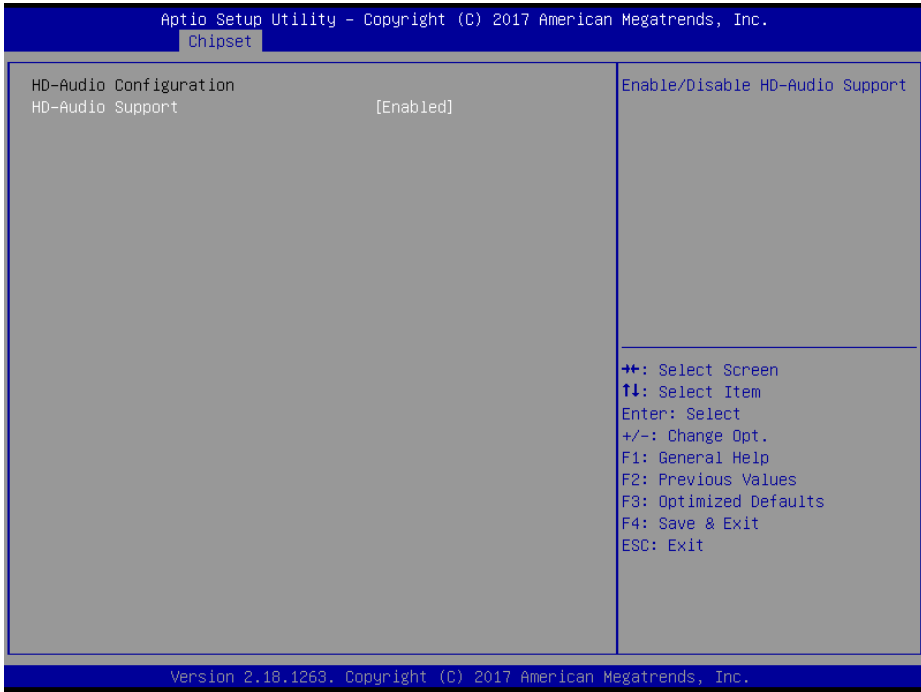 Aptio Setup Utility – Copyright (C) 2017 American Megatrends, Inc.
Chipset
HD-Audio Configuration
HD-Audio Support [Enabled]
Enable/Disable HD-Audio Support
→←: Select Screen
↑↓: Select Item
Enter: Select
+/-: Change Opt.
F1: General Help
F2: Previous Values
F3: Optimized Defaults
F4: Save & Exit
ESC: Exit
Version 2.18.1263. Copyright (C) 2017 American Megatrends, Inc.